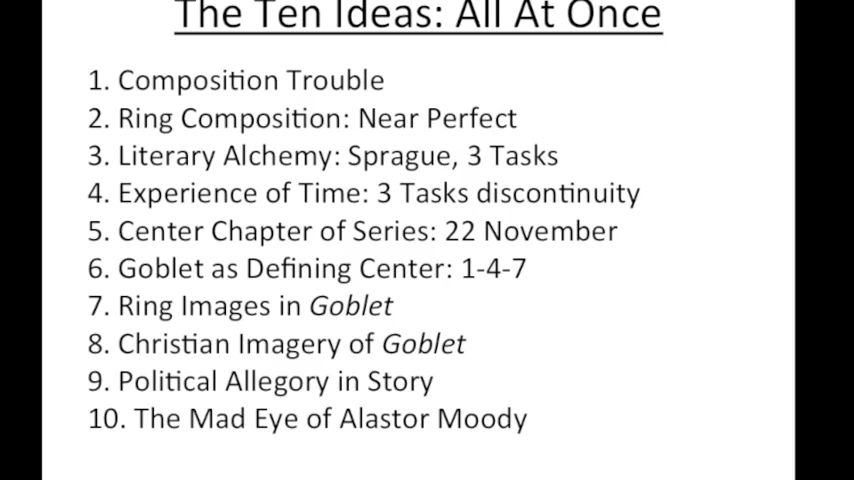 The Ten Ideas: All At Once
1. Composition Trouble
2. Ring Composition: Near Perfect
3. Literary Alchemy: Sprague, 3 Tasks
4. Experience of Time: 3 Tasks discontinuity
5. Center Chapter of Series: 22 November
6. Goblet as Defining Center: 1-4-7
7. Ring Images in Goblet
8. Christian Imagery of Goblet
9. Political Allegory in Story
10. The Mad Eye of Alastor Moody